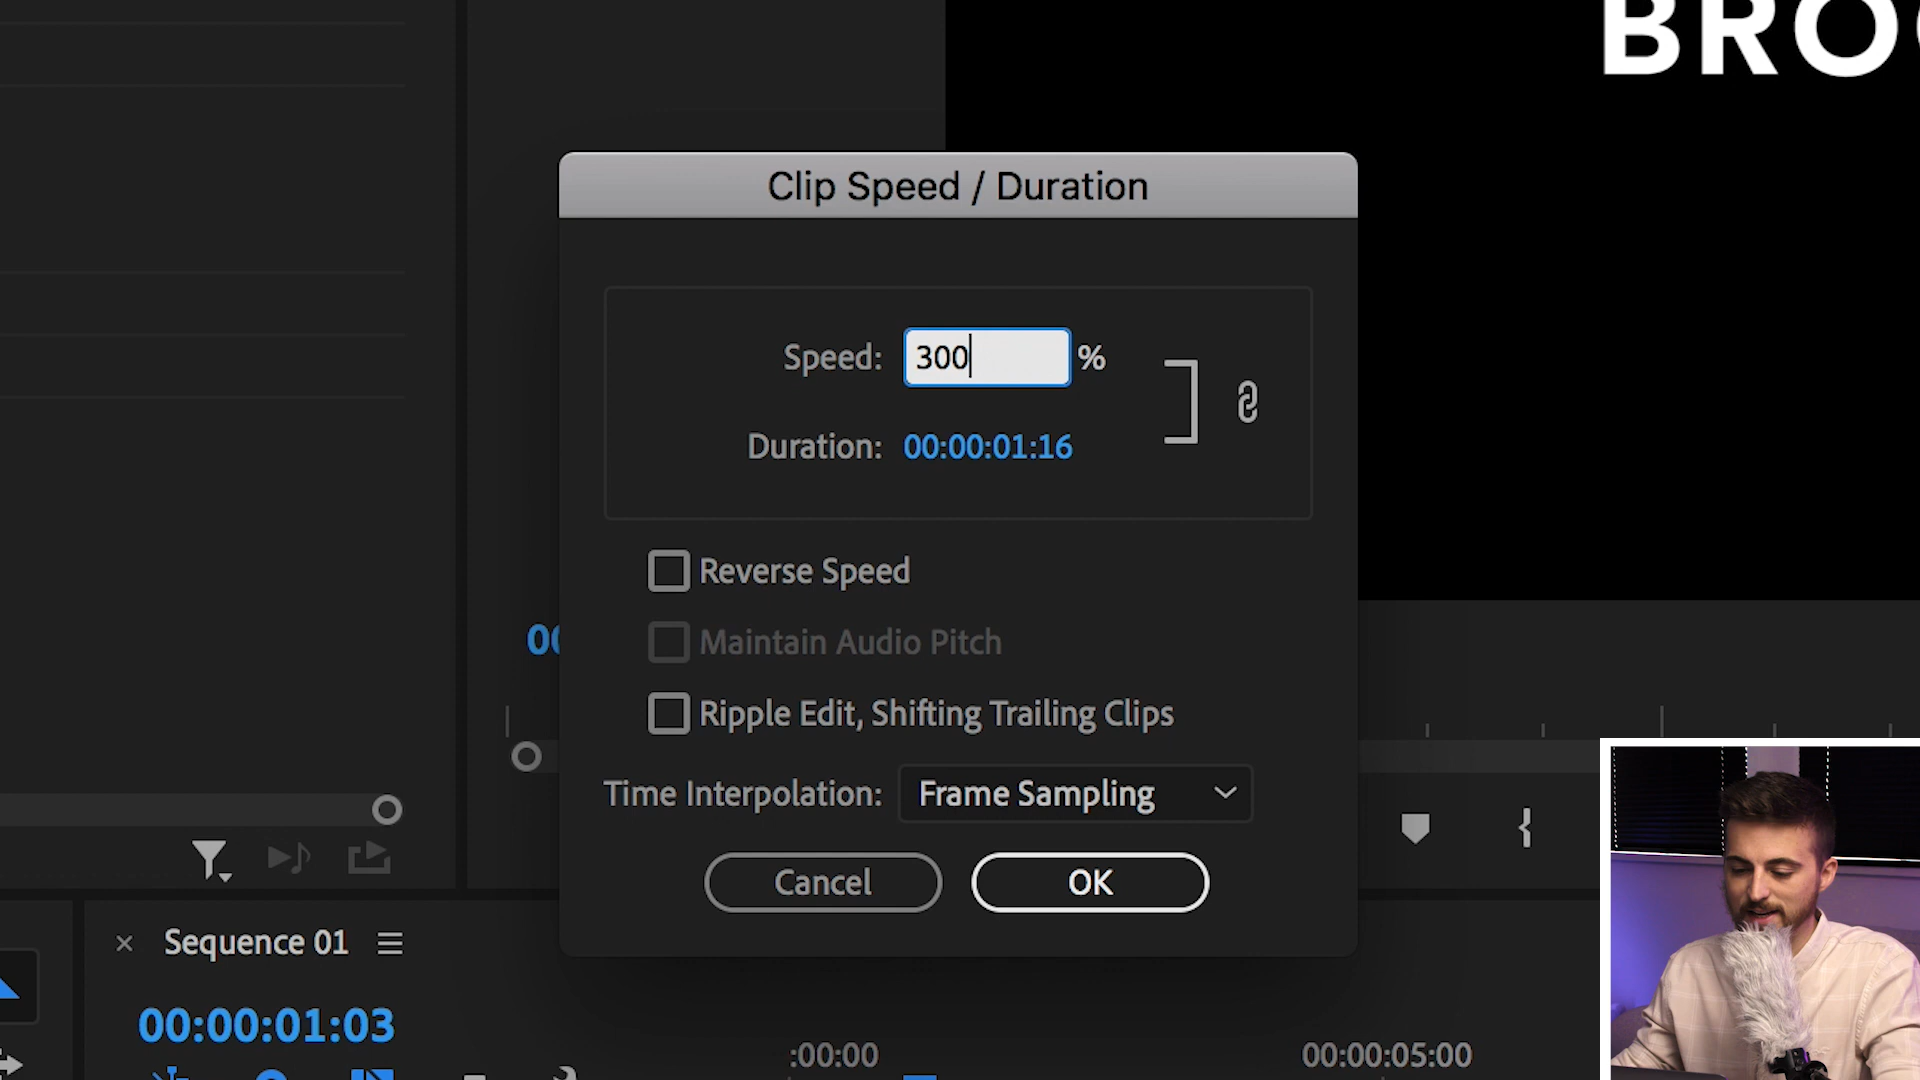 BRO
Clip Speed / Duration
Speed: 300 %
Duration: 00:00:01:16
Reverse Speed
Maintain Audio Pitch
Ripple Edit, Shifting Trailing Clips
Time Interpolation: Frame Sampling
Cancel OK
Sequence 01
00:00:01:03
:00:00 00:00:05:00